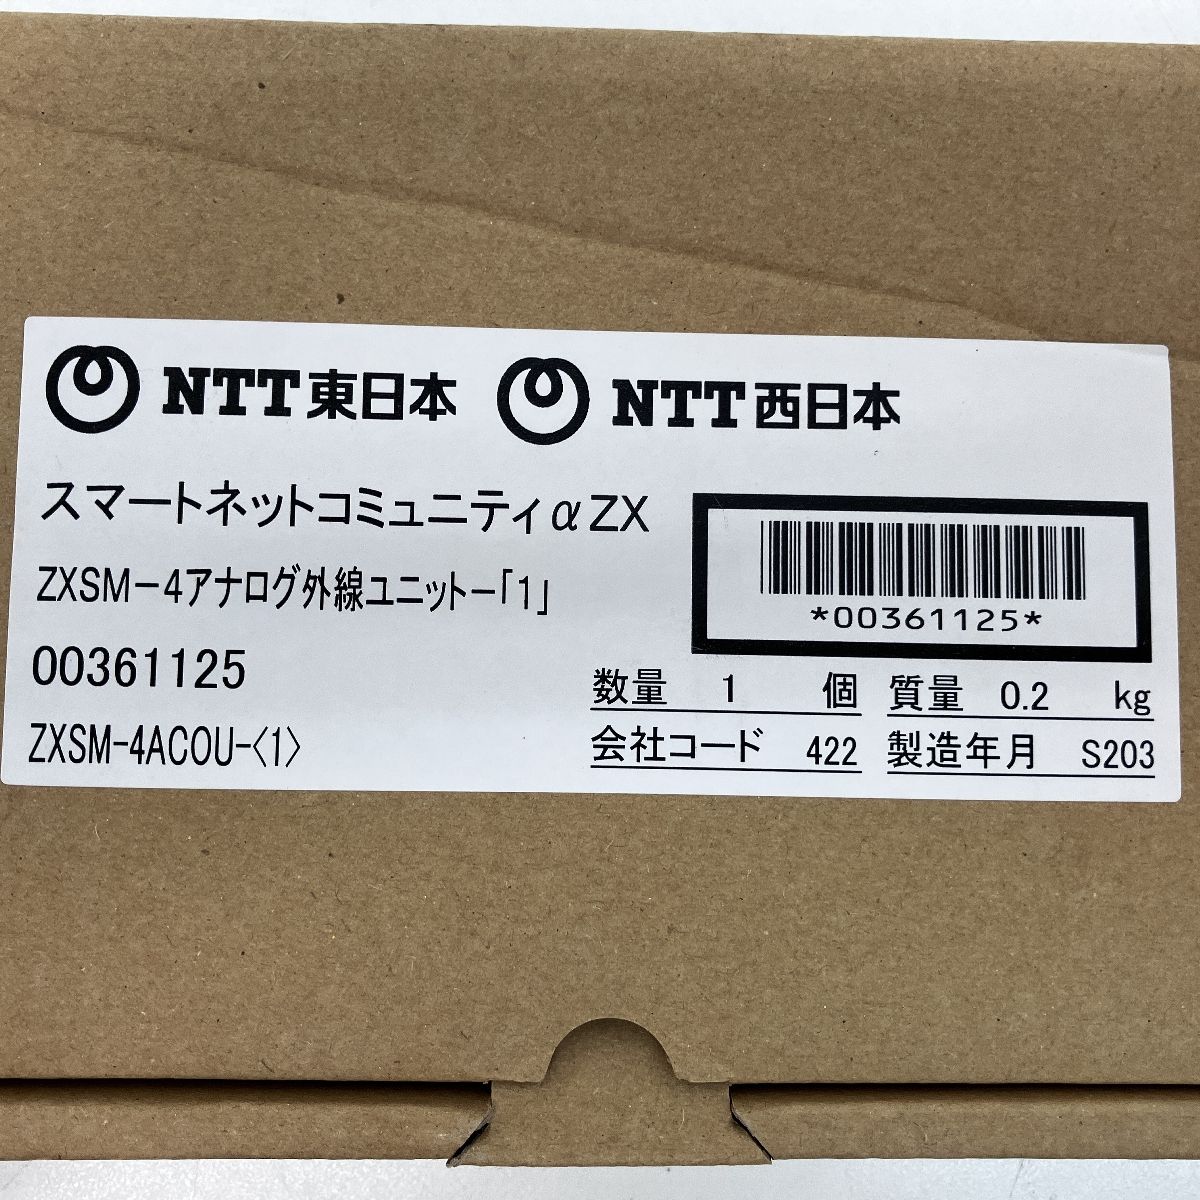 NTT東日本 NTT西日本
スマートネットコミュニティαZX
ZXSM-4アナログ外線ユニット-「1」
*00361125*
00361125
数量 1 個 質量 0.2 kg
ZXSM-4ACOU-〈1〉
会社コード 422 製造年月 S203